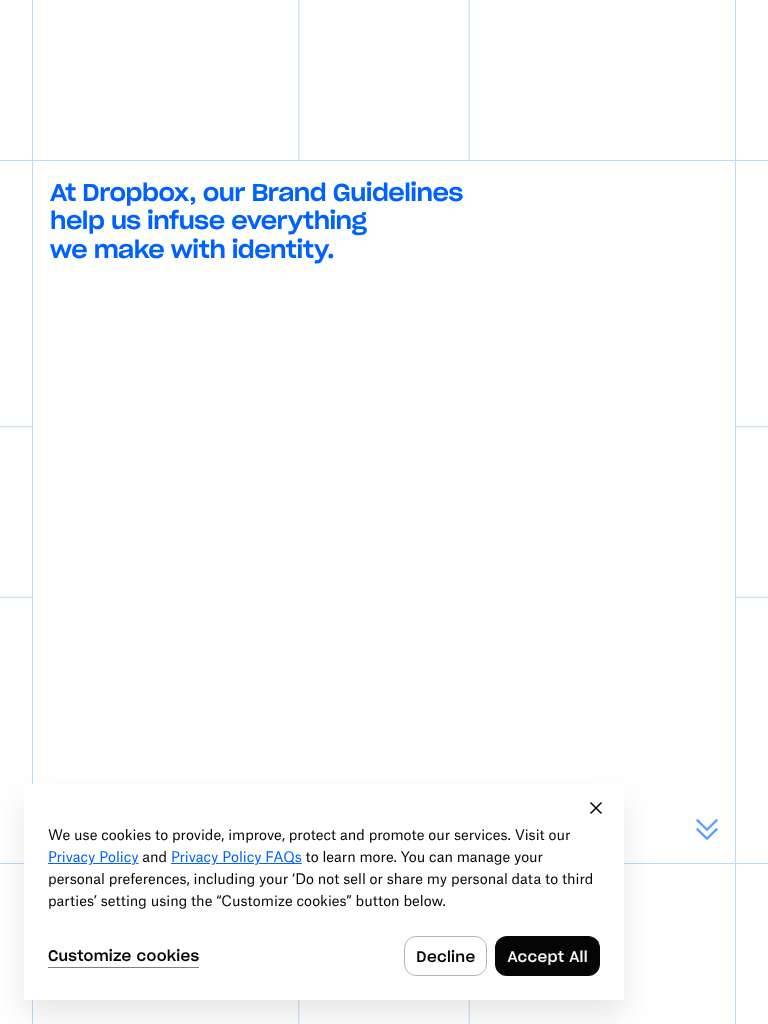 At Dropbox, our Brand Guidelines
help us infuse everything
we make with identity.
We use cookies to provide, improve, protect and promote our services. Visit our
Privacy Policy and Privacy Policy FAQs to learn more. You can manage your
personal preferences, including your ‘Do not sell or share my personal data to third
parties’ setting using the “Customize cookies” button below.
Customize cookies
Decline
Accept All